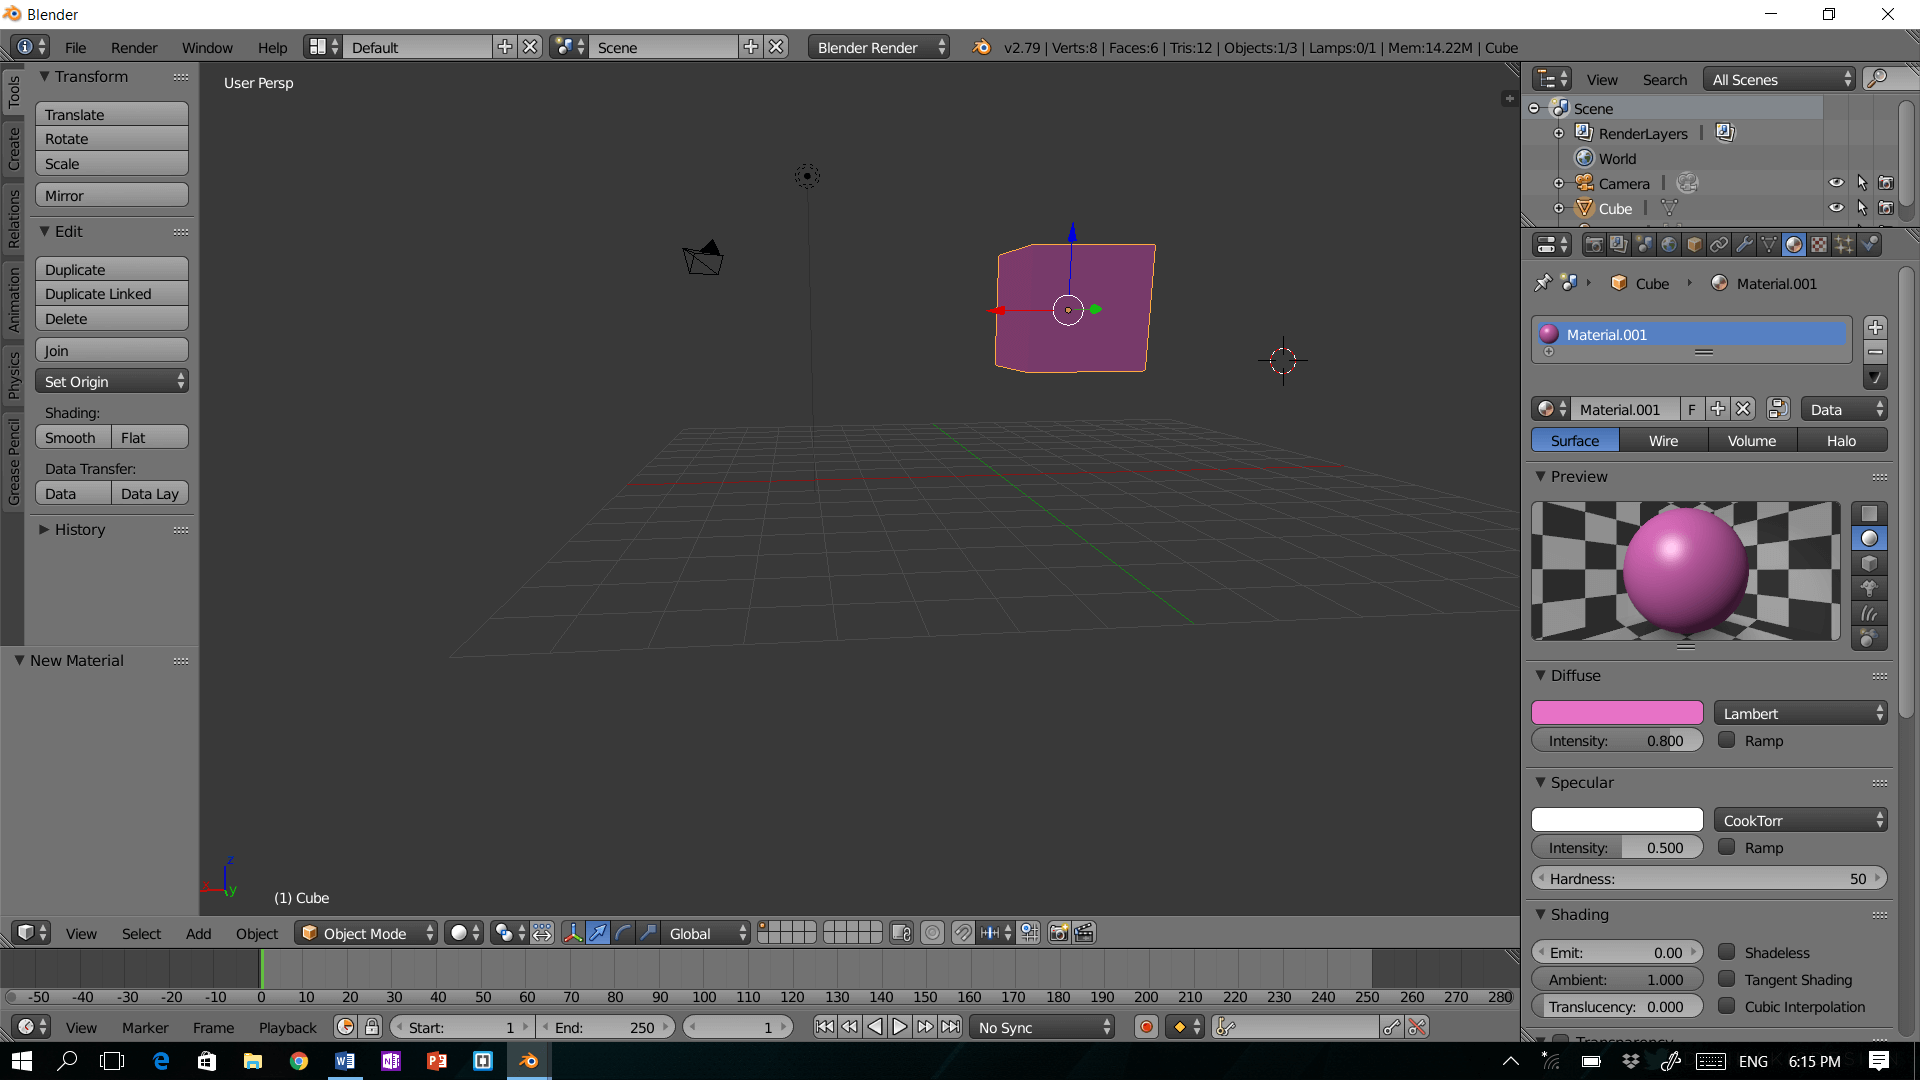 Blender
File Render Window Help Default Scene Blender Render v2.79 | Verts:8 | Faces:6 | Tris:12 | Objects:1/3 | Lamps:0/1 | Mem:14.22M | Cube
Tools
Create
Relations
Animation
Physics
Grease Pencil
Transform
Translate
Rotate
Scale
Mirror
Edit
Duplicate
Duplicate Linked
Delete
Join
Set Origin
Shading:
Smooth Flat
Data Transfer:
Data Data Lay
History
New Material
User Persp
z
x
y
(1) Cube
View Select Add Object Object Mode Global
-50 -40 -30 -20 -10 0 10 20 30 40 50 60 70 80 90 100 110 120 130 140 150 160 170 180 190 200 210 220 230 240 250 260 270 280
View Marker Frame Playback Start: 1 End: 250 1 No Sync
View Search All Scenes
Scene
RenderLayers
World
Camera
Cube
Cube Material.001
Material.001
Material.001 F Data
Surface Wire Volume Halo
Preview
Diffuse
Lambert
Intensity: 0.800 Ramp
Specular
CookTorr
Intensity: 0.500 Ramp
Hardness: 50
Shading
Emit: 0.00 Shadeless
Ambient: 1.000 Tangent Shading
Translucency: 0.000 Cubic Interpolation
Transparency
ENG 6:15 PM